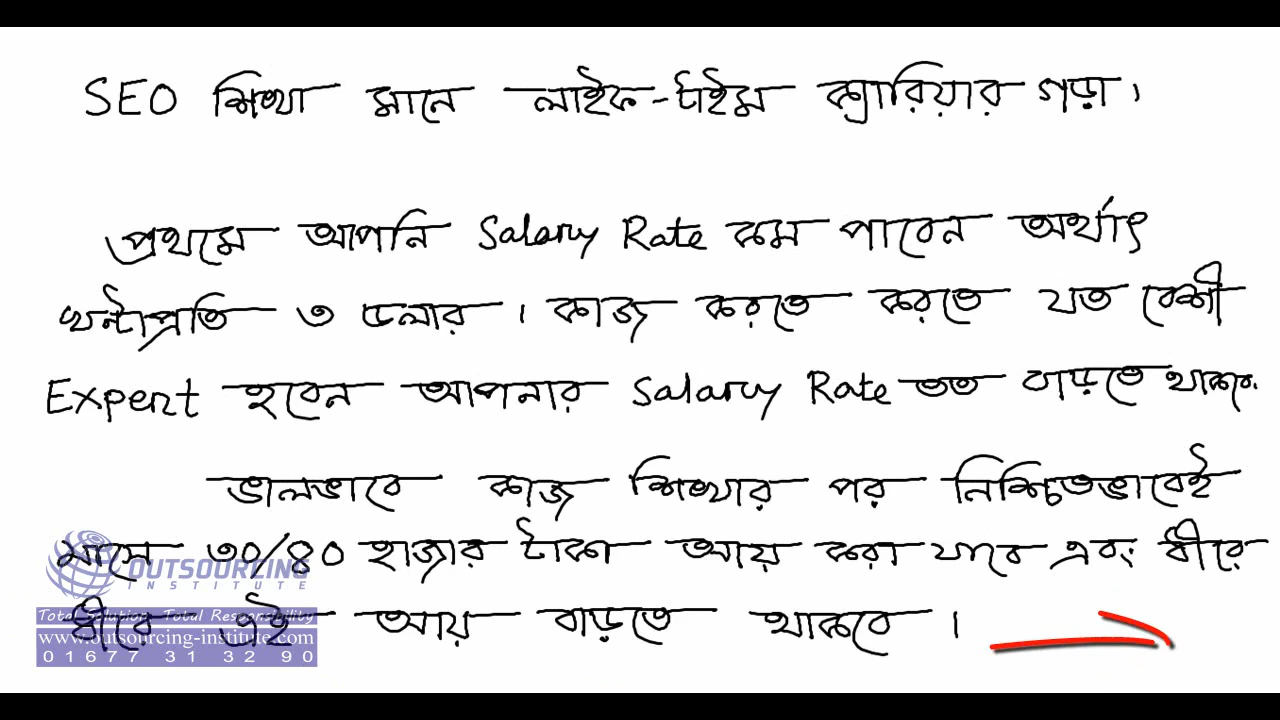 SEO শিখা মানে লাইফ-টাইম ক্যারিয়ার গড়া।
প্রথমে আপনি Salary Rate কম পাবেন অর্থাৎ
ঘন্টাপ্রতি ৩ ডলার। কাজ করতে করতে যত বেশী
Expert হবেন আপনার Salary Rate তত বাড়তে থাকবে।
ভালভাবে কাজ শিখার পর নিশ্চিতভাবেই
মাসে ৩০/৪০ হাজার টাকা আয় করা যাবে এবং ধীরে
ধীরে এই আয় বাড়তে থাকবে।
OUTSOURCING
INSTITUTE
Total Solution Total Responsibility
www.outsourcing-institute.com
01677 31 32 90